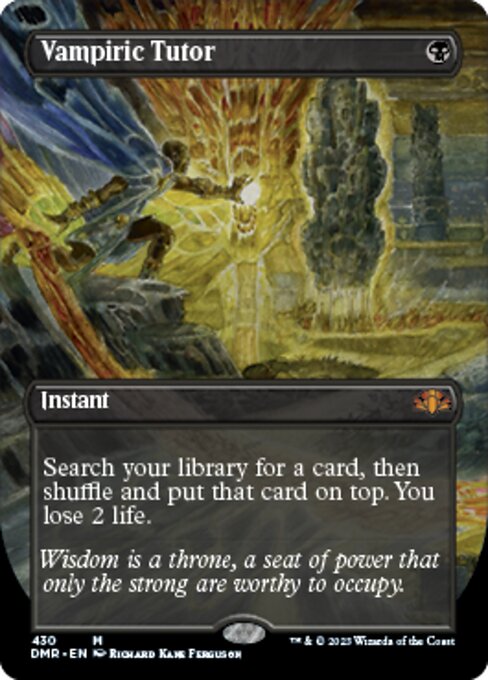 Vampiric Tutor
Instant
Search your library for a card, then
shuffle and put that card on top. You
lose 2 life.
Wisdom is a throne, a seat of power that
only the strong are worthy to occupy.
430 M
DMR • EN Richard Kane Ferguson
™ & © 2023 Wizards of the Coast